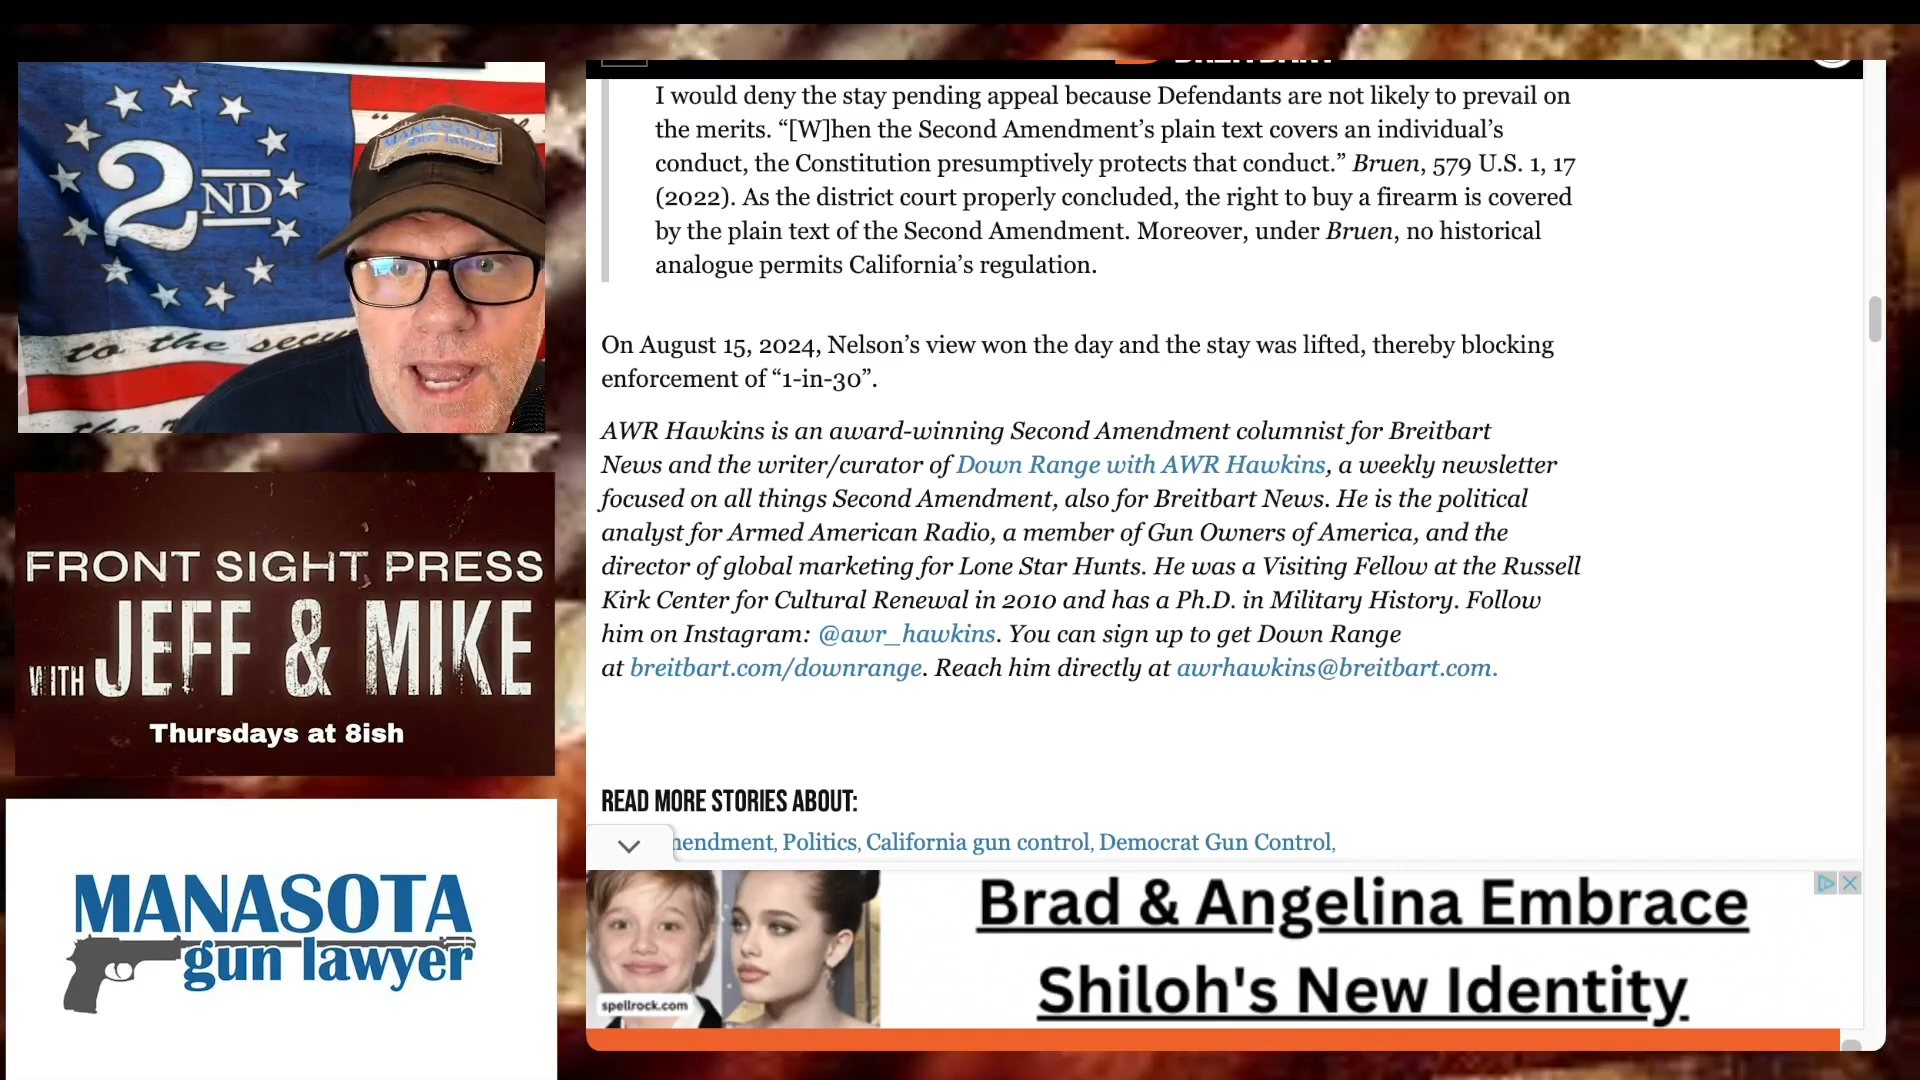 2ND
MANASOTA
gun lawyer
to the secu
the
FRONT SIGHT PRESS
WITH JEFF & MIKE
Thursdays at 8ish
MANASOTA
gun lawyer
BREITBART
I would deny the stay pending appeal because Defendants are not likely to prevail on
the merits. “[W]hen the Second Amendment’s plain text covers an individual’s
conduct, the Constitution presumptively protects that conduct.” Bruen, 579 U.S. 1, 17
(2022). As the district court properly concluded, the right to buy a firearm is covered
by the plain text of the Second Amendment. Moreover, under Bruen, no historical
analogue permits California’s regulation.
On August 15, 2024, Nelson’s view won the day and the stay was lifted, thereby blocking
enforcement of “1-in-30”.
AWR Hawkins is an award-winning Second Amendment columnist for Breitbart
News and the writer/curator of Down Range with AWR Hawkins, a weekly newsletter
focused on all things Second Amendment, also for Breitbart News. He is the political
analyst for Armed American Radio, a member of Gun Owners of America, and the
director of global marketing for Lone Star Hunts. He was a Visiting Fellow at the Russell
Kirk Center for Cultural Renewal in 2010 and has a Ph.D. in Military History. Follow
him on Instagram: @awr_hawkins. You can sign up to get Down Range
at breitbart.com/downrange. Reach him directly at awrhawkins@breitbart.com.
READ MORE STORIES ABOUT:
mendment, Politics, California gun control, Democrat Gun Control,
spellrock.com
Brad & Angelina Embrace
Shiloh's New Identity